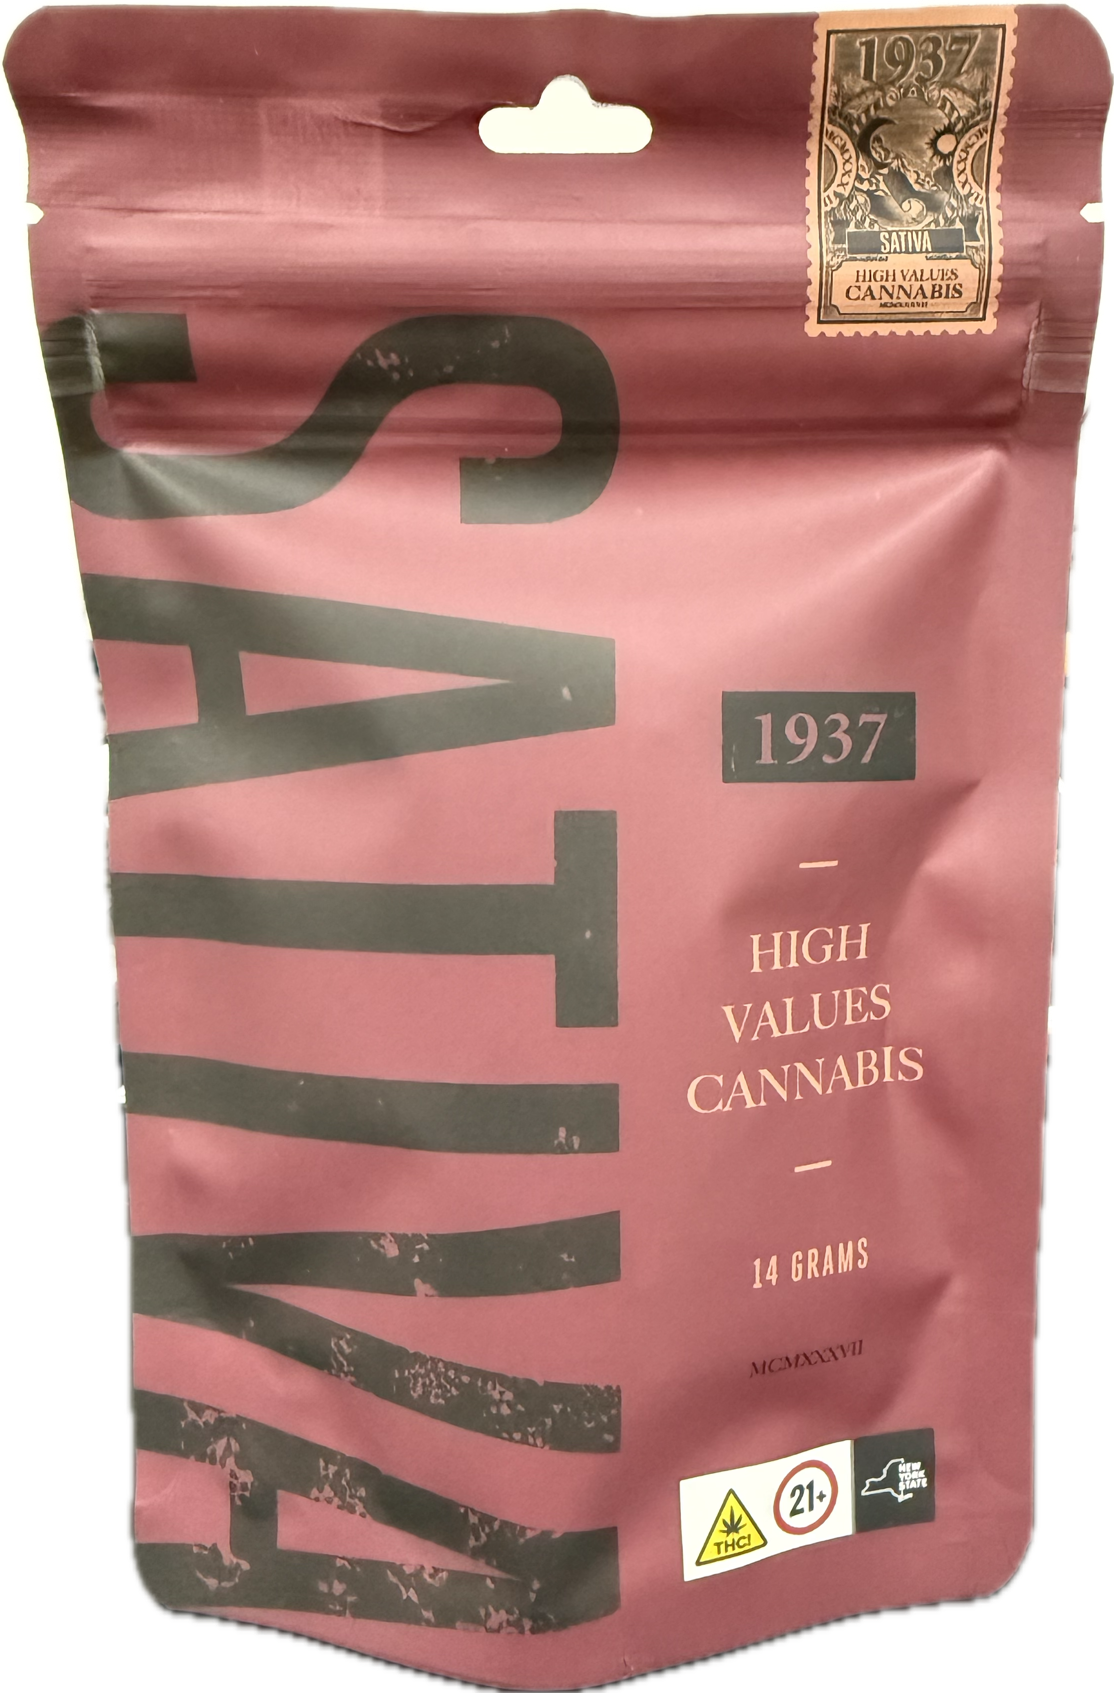 1937
SATIVA
HIGH VALUES
CANNABIS
SATIVA
1937
HIGH
VALUES
CANNABIS
14 GRAMS
MCMXXXVII
THC!
21+
NEW
YORK
STATE